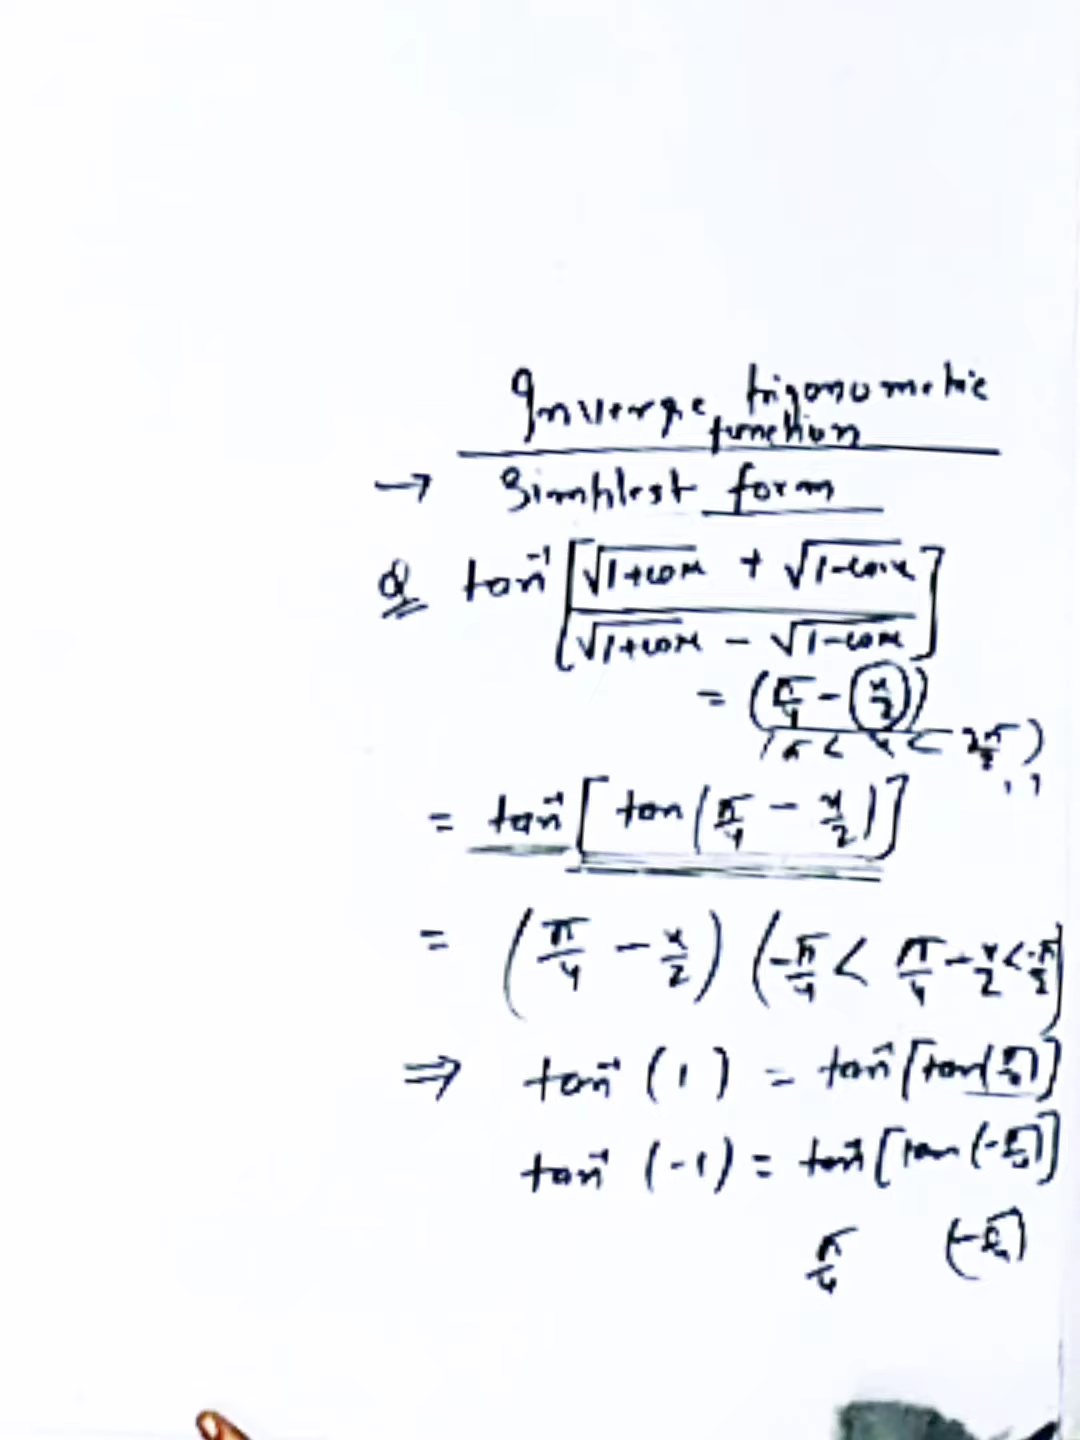 Inverse trigonometric
function
→ Simplest form
Q tan⁻¹ [(√1+cosx + √1-cosx) / (√1+cosx - √1-cosx)]
= (π/4 - x/2)
π < x < 3π/2)
= tan⁻¹ [tan(π/4 - x/2)]
= (π/4 - x/2) (-π/4 < π/4 - x/2 < -π/2
⇒ tan⁻¹ (1) = tan⁻¹ [tan(π/4)]
tan⁻¹ (-1) = tan⁻¹ [tan(-π/4)]
π/4 (-π/4)